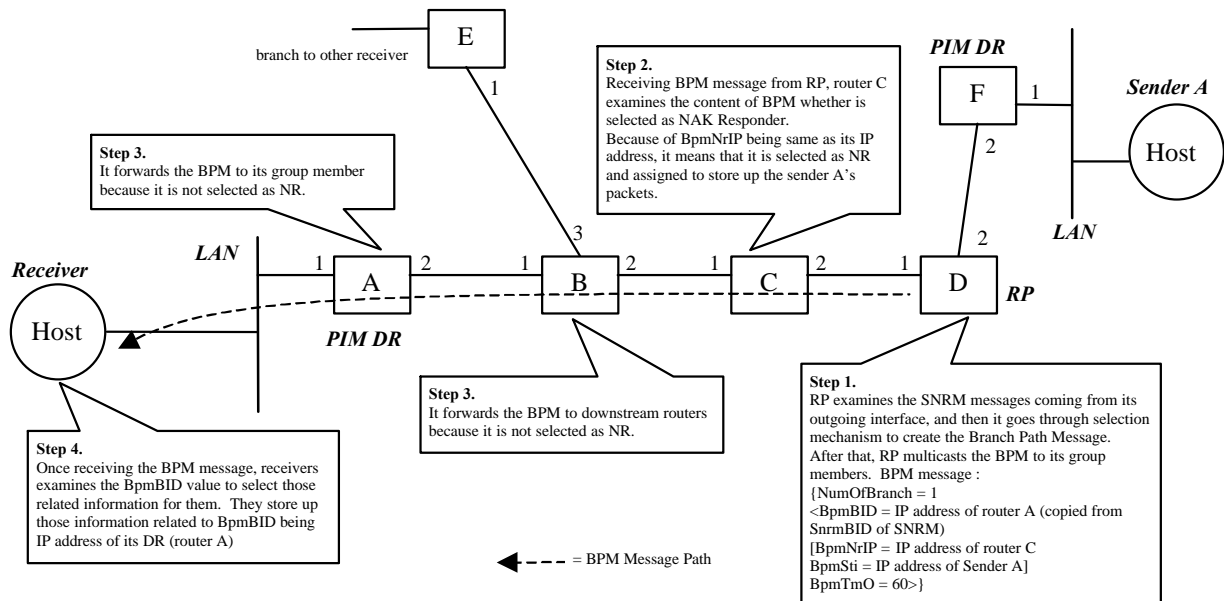 E
branch to other receiver
1
PIM DR
F
1
Sender A
Host
2
Step 2.
Receiving BPM message from RP, router C
examines the content of BPM whether is
selected as NAK Responder.
Because of BpmNrIP being same as its IP
address, it means that it is selected as NR
and assigned to store up the sender A's
packets.
Step 3.
It forwards the BPM to its group member
because it is not selected as NR.
LAN
3
2
LAN
Receiver
Host
1
A
2
1
B
2
1
C
2
1
D
RP
PIM DR
Step 3.
It forwards the BPM to downstream routers
because it is not selected as NR.
Step 1.
RP examines the SNRM messages coming from its
outgoing interface, and then it goes through selection
mechanism to create the Branch Path Message.
After that, RP multicasts the BPM to its group
members. BPM message :
{NumOfBranch = 1
<BpmBID = IP address of router A (copied from
SnrmBID of SNRM)
[BpmNrIP = IP address of router C
BpmSti = IP address of Sender A]
BpmTmO = 60>}
Step 4.
Once receiving the BPM message, receivers
examines the BpmBID value to select those
related information for them. They store up
those information related to BpmBID being
IP address of its DR (router A)
= BPM Message Path